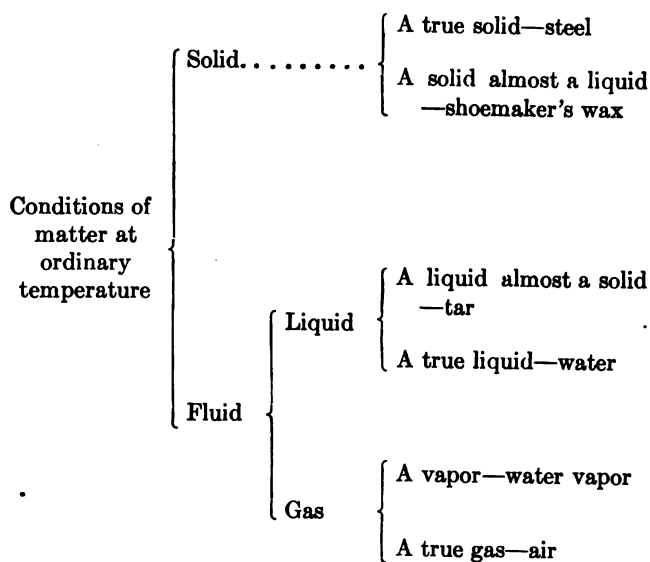 A true solid—steel
Solid.........
A solid almost a liquid
—shoemaker's wax
Conditions of
matter at
ordinary
temperature
A liquid almost a solid
—tar
Liquid
A true liquid—water
Fluid
A vapor—water vapor
Gas
A true gas—air